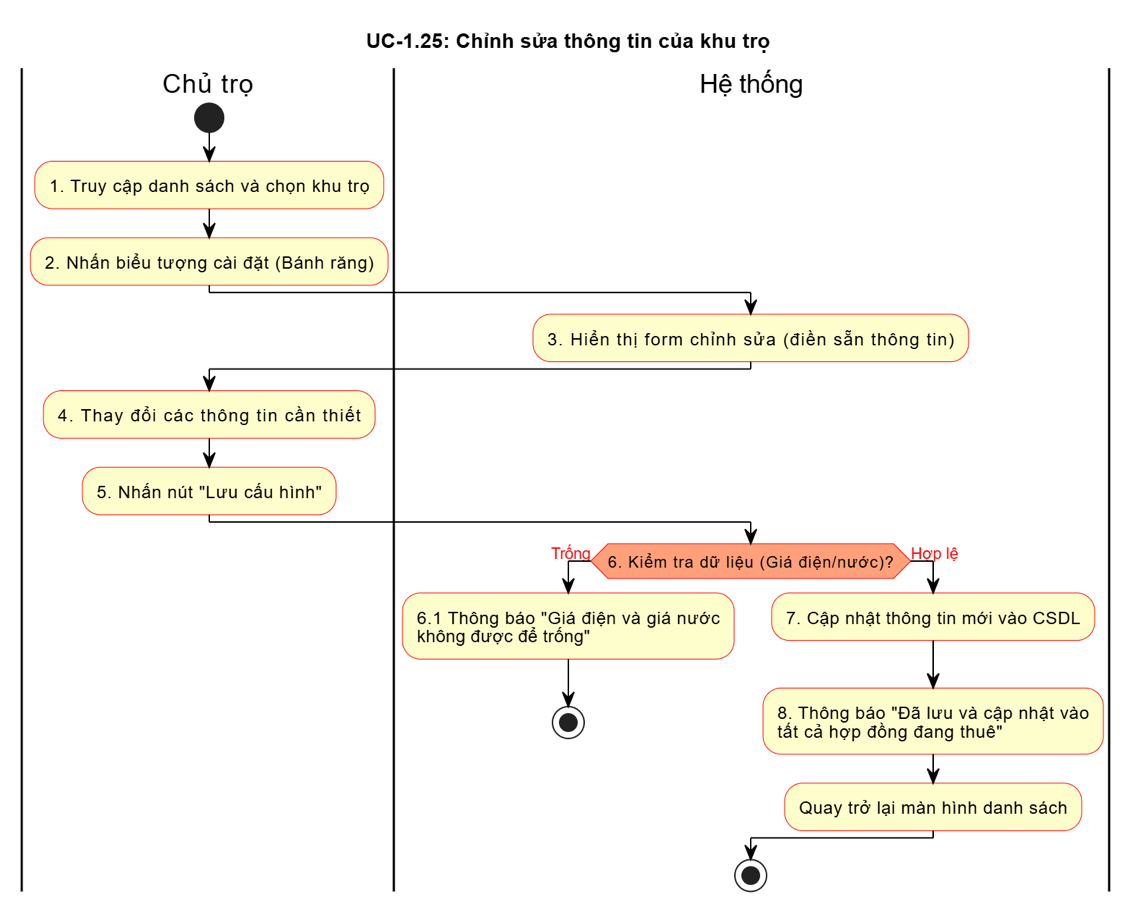 UC-1.25: Chỉnh sửa thông tin của khu trọ
Chủ trọ
Hệ thống
1. Truy cập danh sách và chọn khu trọ
2. Nhấn biểu tượng cài đặt (Bánh răng)
3. Hiển thị form chỉnh sửa (điền sẵn thông tin)
4. Thay đổi các thông tin cần thiết
5. Nhấn nút "Lưu cấu hình"
Trống
6. Kiểm tra dữ liệu (Giá điện/nước)?
Hợp lệ
6.1 Thông báo "Giá điện và giá nước
không được để trống"
7. Cập nhật thông tin mới vào CSDL
8. Thông báo "Đã lưu và cập nhật vào
tất cả hợp đồng đang thuê"
Quay trở lại màn hình danh sách